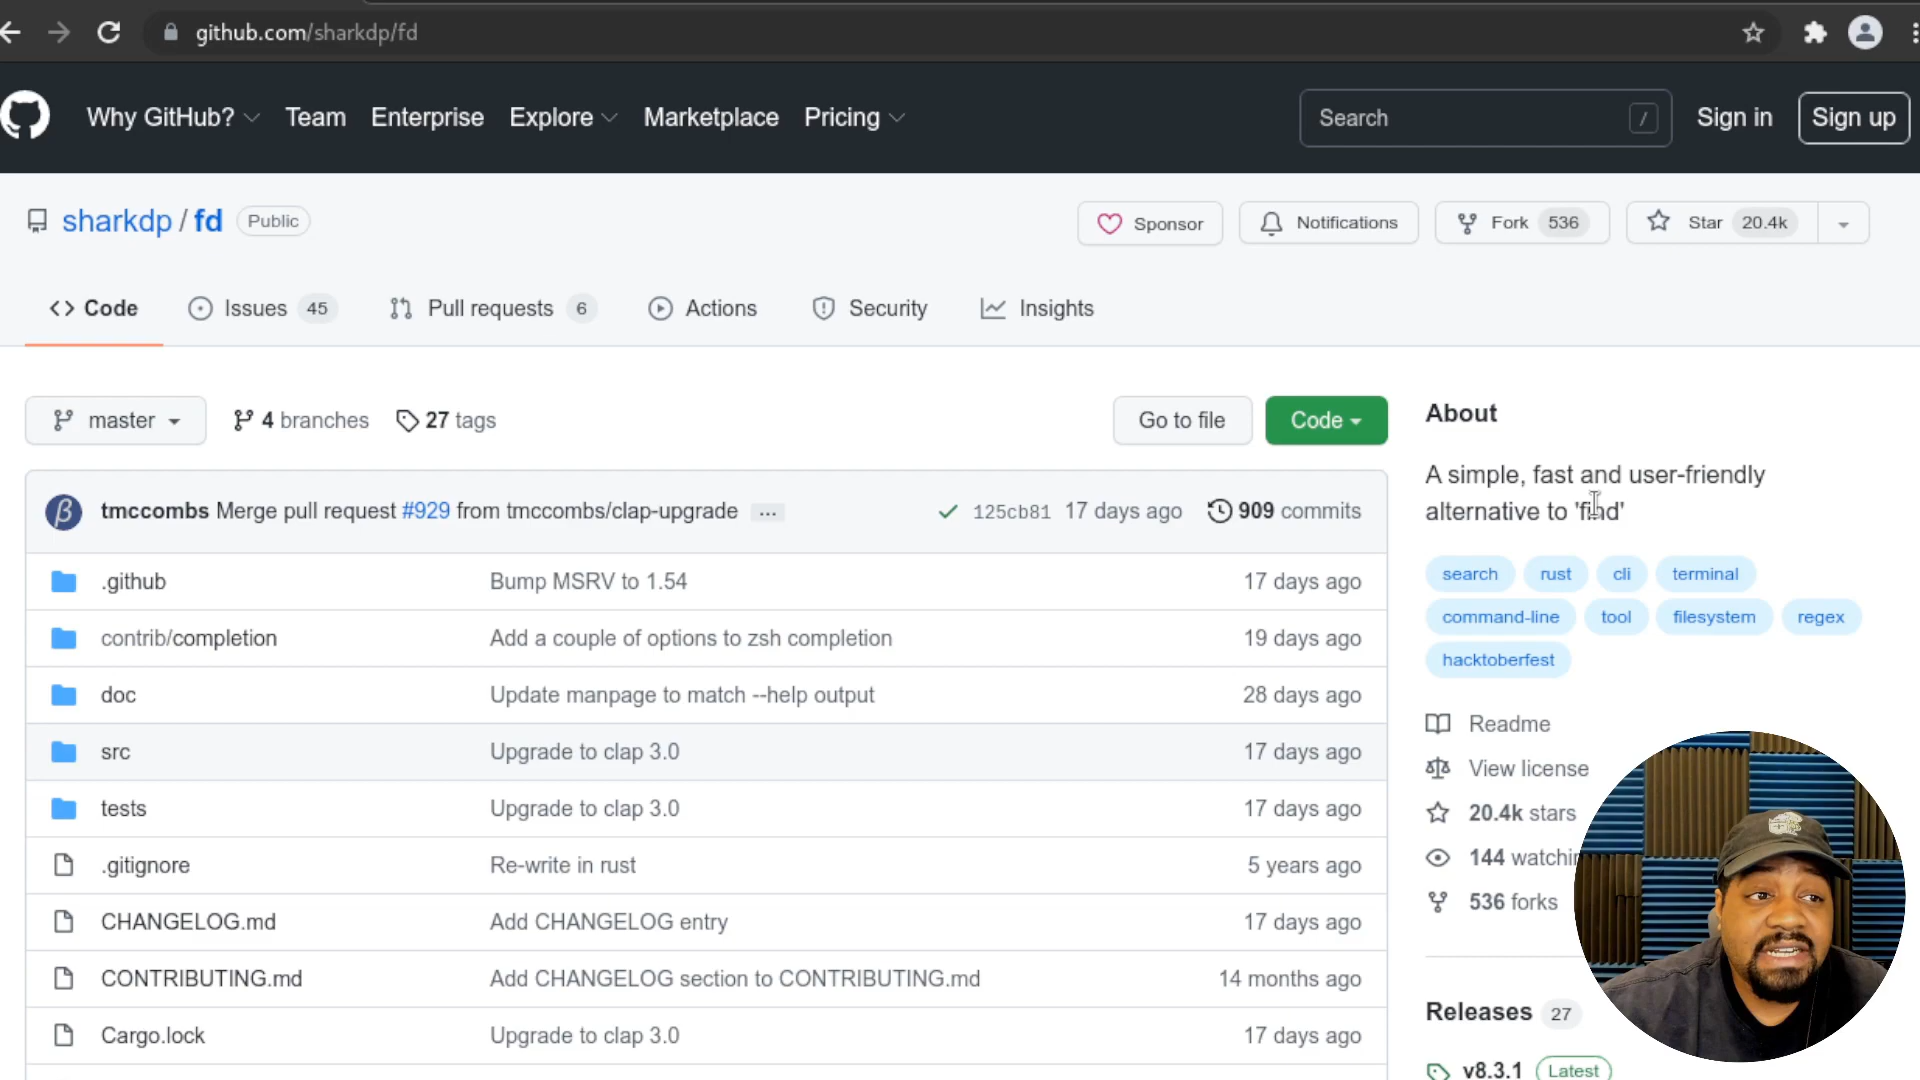 github.com/sharkdp/fd
Why GitHub? Team Enterprise Explore Marketplace Pricing Search / Sign in Sign up
sharkdp / fd Public Sponsor Notifications Fork 536 Star 20.4k
Code Issues 45 Pull requests 6 Actions Security Insights
master 4 branches 27 tags Go to file Code
tmccombs Merge pull request #929 from tmccombs/clap-upgrade ... 125cb81 17 days ago 909 commits
.github Bump MSRV to 1.54 17 days ago
contrib/completion Add a couple of options to zsh completion 19 days ago
doc Update manpage to match --help output 28 days ago
src Upgrade to clap 3.0 17 days ago
tests Upgrade to clap 3.0 17 days ago
.gitignore Re-write in rust 5 years ago
CHANGELOG.md Add CHANGELOG entry 17 days ago
CONTRIBUTING.md Add CHANGELOG section to CONTRIBUTING.md 14 months ago
Cargo.lock Upgrade to clap 3.0 17 days ago
About
A simple, fast and user-friendly
alternative to 'find'
search rust cli terminal
command-line tool filesystem regex
hacktoberfest
Readme
View license
20.4k stars
144
536 forks
Releases 27
v8.3.1 Latest